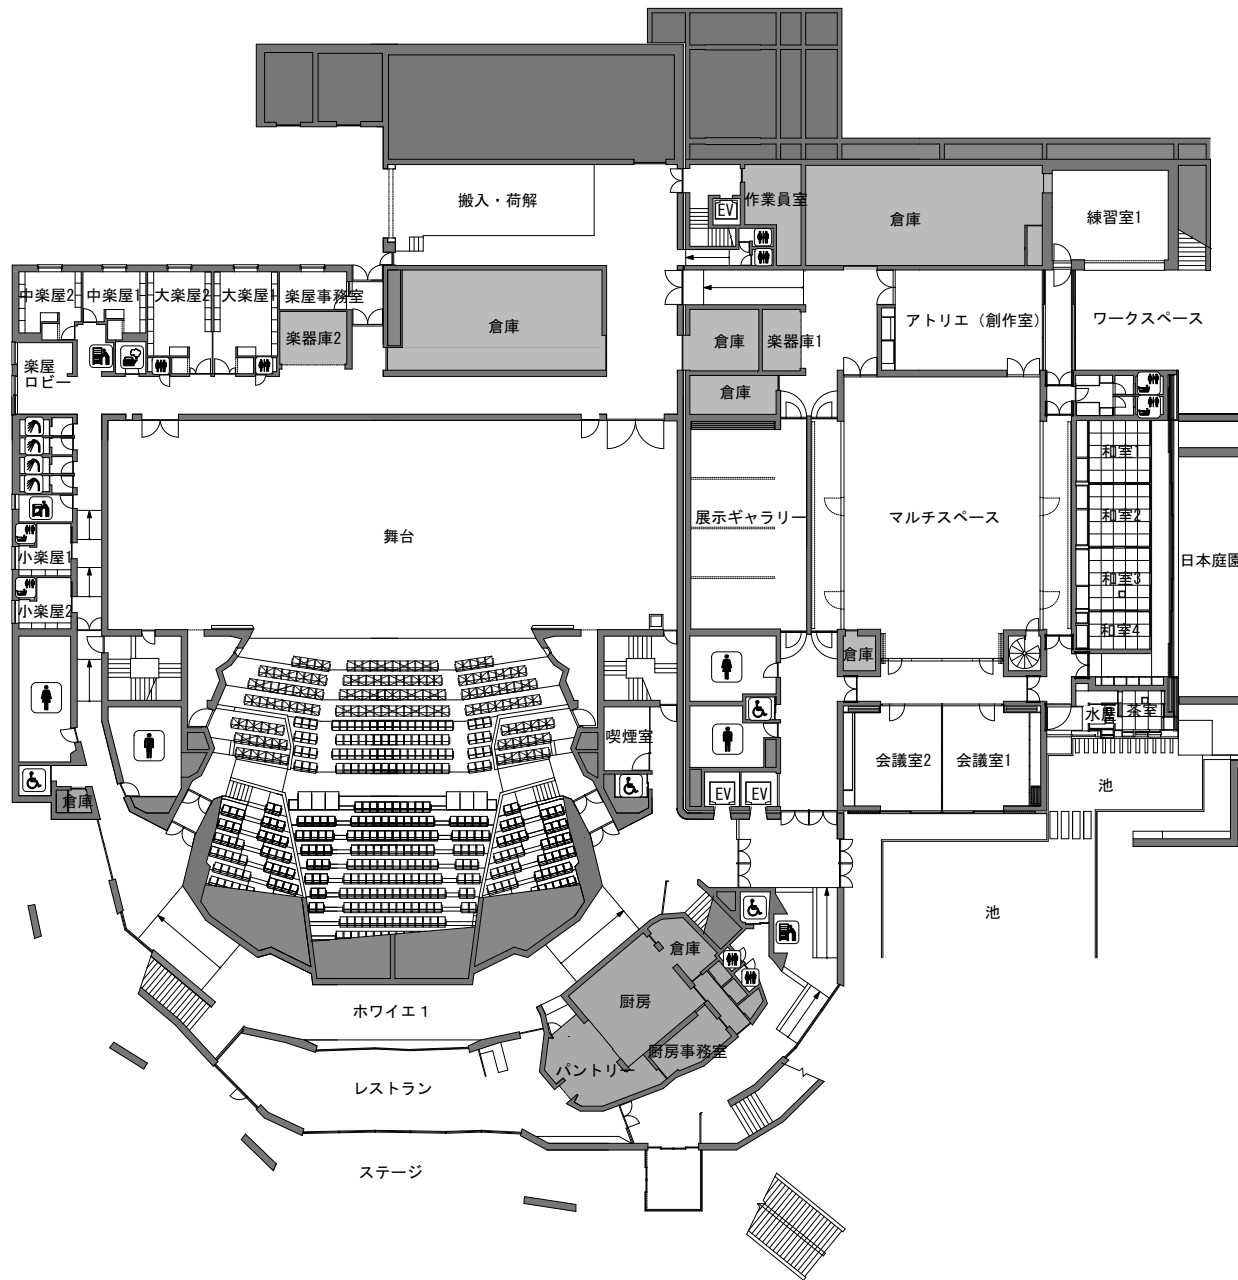 搬入・荷解
EV
作業員室
倉庫
練習室1
中楽屋2
中楽屋1
大楽屋2
大楽屋1
楽屋事務室
楽器庫2
倉庫
倉庫
楽器庫1
アトリエ（創作室）
ワークスペース
楽屋
ロビー
倉庫
和室1
和室2
和室3
和室4
舞台
展示ギャラリー
マルチスペース
日本庭園
小楽屋1
小楽屋2
倉庫
水屋
茶室
喫煙室
会議室2
会議室1
池
倉庫
EV
EV
池
倉庫
厨房
ホワイエ1
厨房事務室
パントリー
レストラン
ステージ